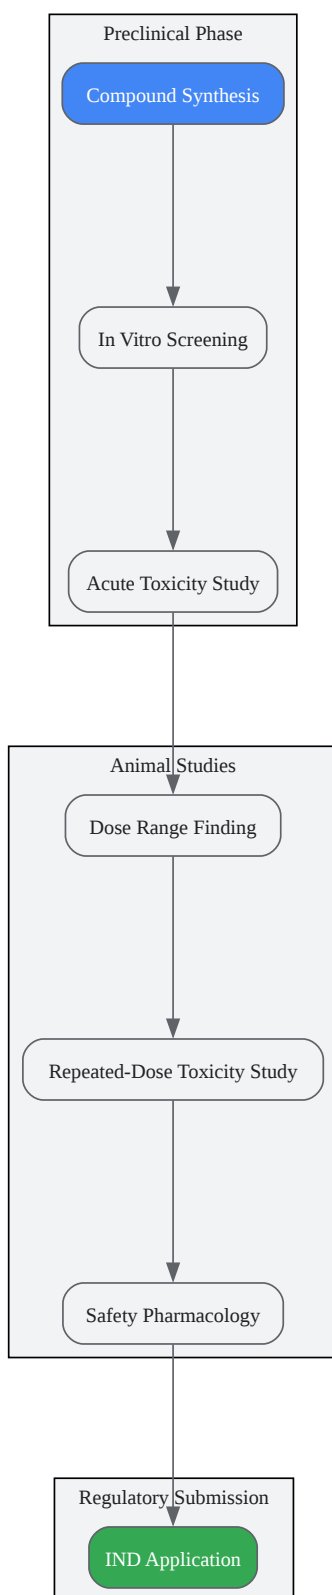 Preclinical Phase
Compound Synthesis
In Vitro Screening
Acute Toxicity Study
Animal Studies
Dose Range Finding
Repeated-Dose Toxicity Study
Safety Pharmacology
Regulatory Submission
IND Application